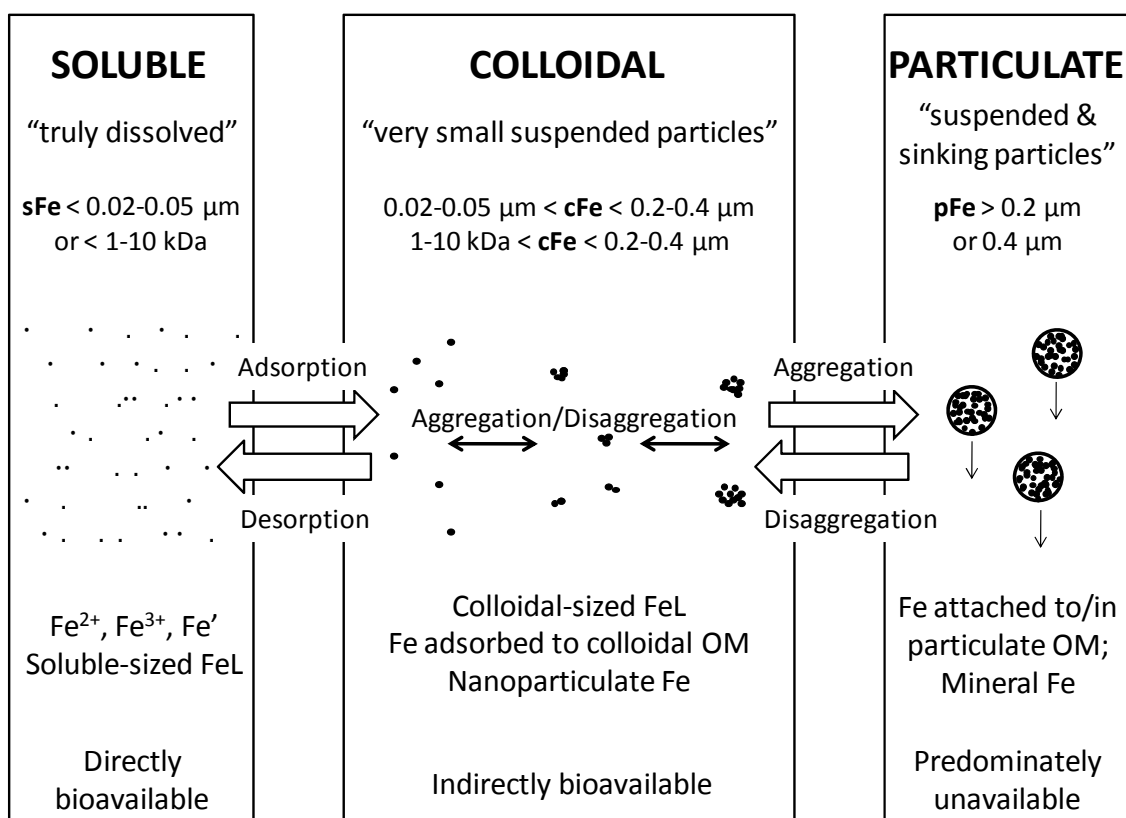 SOLUBLE
“truly dissolved”
sFe < 0.02-0.05 µm
or < 1-10 kDa
Adsorption
Desorption
Fe²⁺, Fe³⁺, Fe’
Soluble-sized FeL
Directly
bioavailable
COLLOIDAL
“very small suspended particles”
0.02-0.05 µm < cFe < 0.2-0.4 µm
1-10 kDa < cFe < 0.2-0.4 µm
Aggregation/Disaggregation
Colloidal-sized FeL
Fe adsorbed to colloidal OM
Nanoparticulate Fe
Indirectly bioavailable
Aggregation
Disaggregation
PARTICULATE
“suspended &
sinking particles”
pFe > 0.2 µm
or 0.4 µm
Fe attached to/in
particulate OM;
Mineral Fe
Predominately
unavailable